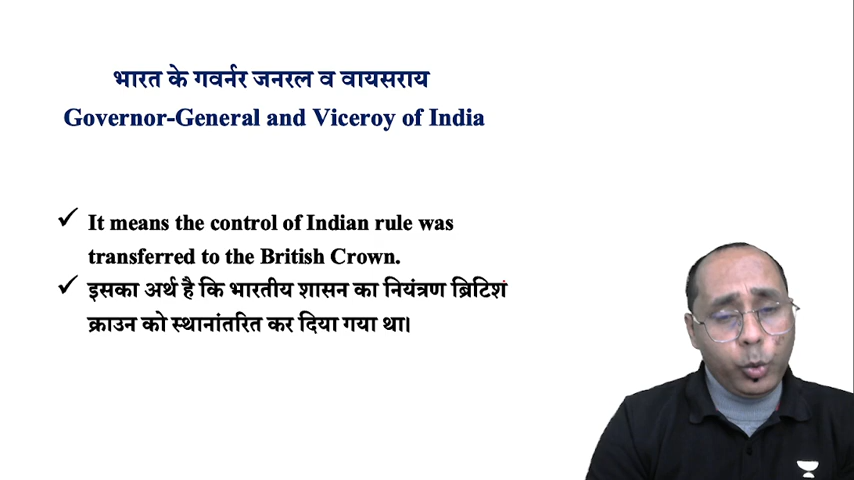 भारत के गवर्नर जनरल व वायसराय
Governor-General and Viceroy of India
✓ It means the control of Indian rule was
transferred to the British Crown.
✓ इसका अर्थ है कि भारतीय शासन का नियंत्रण ब्रिटिश
क्राउन को स्थानांतरित कर दिया गया था।